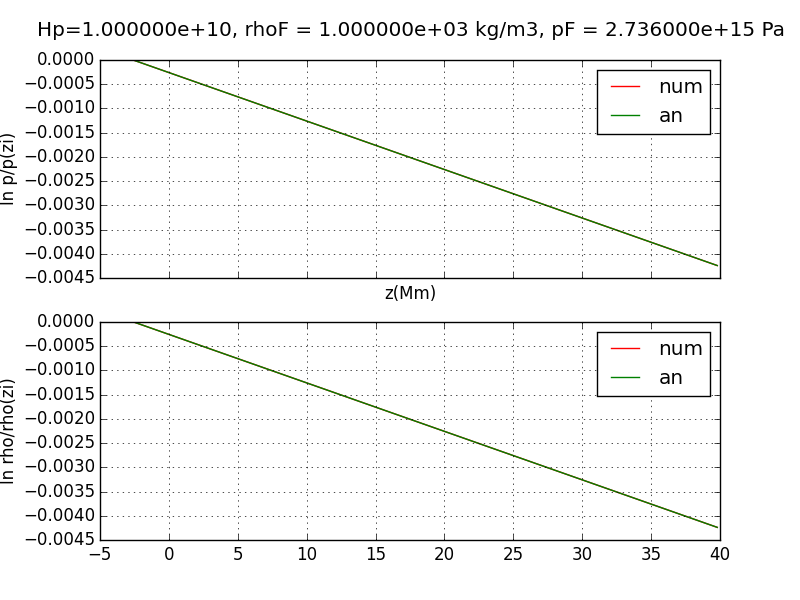 Hp=1.000000e+10, rhoF = 1.000000e+03 kg/m3, pF = 2.736000e+15 Pa
0.0000
−0.0005
−0.0010
−0.0015
−0.0020
−0.0025
−0.0030
−0.0035
−0.0040
−0.0045
ln p/p(zi)
num
an
z(Mm)
0.0000
−0.0005
−0.0010
−0.0015
−0.0020
−0.0025
−0.0030
−0.0035
−0.0040
−0.0045
ln rho/rho(zi)
num
an
−5 0 5 10 15 20 25 30 35 40